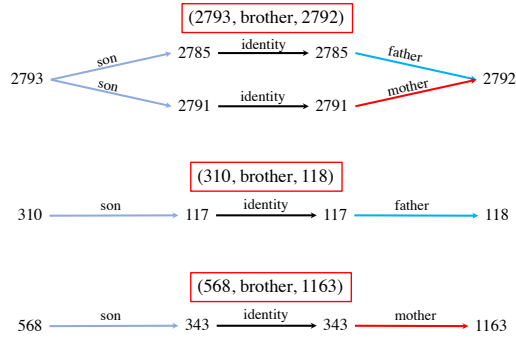 (2793, brother, 2792)
son 2785 identity 2785 father
2793 2792
son 2791 identity 2791 mother
(310, brother, 118)
310 son 117 identity 117 father 118
(568, brother, 1163)
568 son 343 identity 343 mother 1163